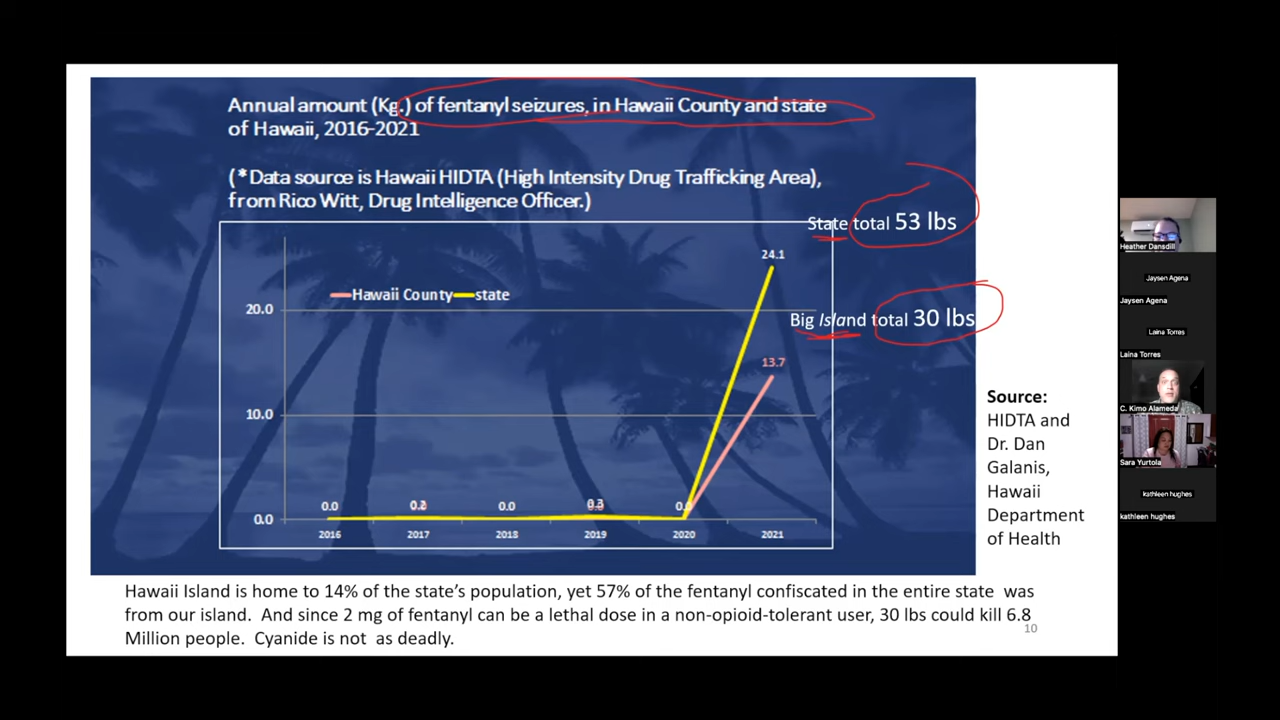 Annual amount (Kg.) of fentanyl seizures, in Hawaii County and state
of Hawaii, 2016-2021
(*Data source is Hawaii HIDTA (High Intensity Drug Trafficking Area),
from Rico Witt, Drug Intelligence Officer.)
State total 53 lbs
24.1
Hawaii County state
20.0
Big Island total 30 lbs
13.7
10.0
0.0 0.0 0.3 0.0
0.0
2016 2017 2018 2019 2020 2021
Source:
HIDTA and
Dr. Dan
Galanis,
Hawaii
Department
of Health
Hawaii Island is home to 14% of the state's population, yet 57% of the fentanyl confiscated in the entire state was
from our island. And since 2 mg of fentanyl can be a lethal dose in a non-opioid-tolerant user, 30 lbs could kill 6.8
Million people. Cyanide is not as deadly.
10
Heather Dansdill
Jaysen Agena
Jaysen Agena
Laina Torres
Laina Torres
C. Kimo Alameda
Sara Yurtola
kathleen hughes
kathleen hughes